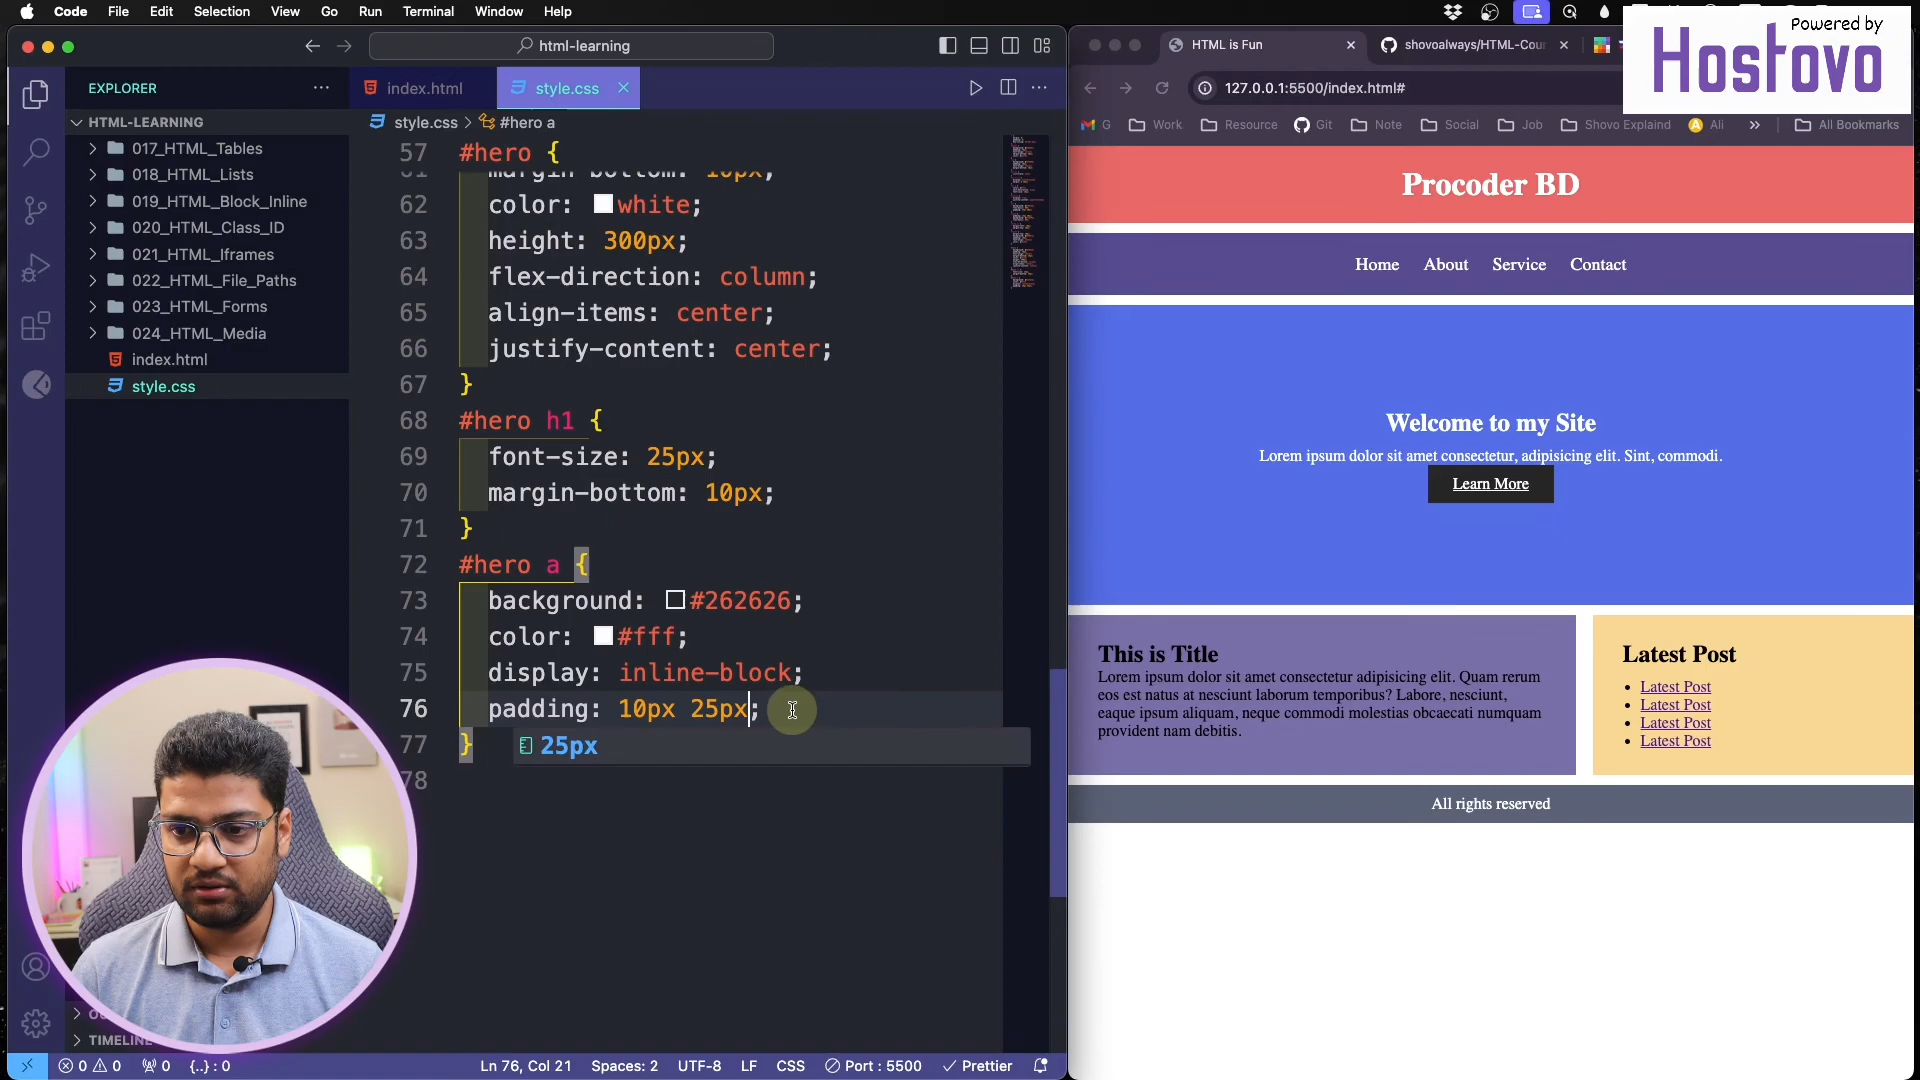 Code File Edit Selection View Go Run Terminal Window Help
html-learning
EXPLORER
index.html
style.css
HTML-LEARNING
017_HTML_Tables
018_HTML_Lists
019_HTML_Block_Inline
020_HTML_Class_ID
021_HTML_Iframes
022_HTML_File_Paths
023_HTML_Forms
024_HTML_Media
index.html
style.css
TIMELINE
style.css > #hero a
57 #hero {
61 margin-bottom: 10px;
62 color: white;
63 height: 300px;
64 flex-direction: column;
65 align-items: center;
66 justify-content: center;
67 }
68 #hero h1 {
69 font-size: 25px;
70 margin-bottom: 10px;
71 }
72 #hero a {
73 background: #262626;
74 color: #fff;
75 display: inline-block;
76 padding: 10px 25px;
77 }
25px
78
0 0 0 {..} : 0 Ln 76, Col 21 Spaces: 2 UTF-8 LF CSS Port : 5500 Prettier
HTML is Fun
shovoalways/HTML-Cour
Powered by
Hostovo
127.0.0.1:5500/index.html#
G Work Resource Git Note Social Job Shovo Explaind Ali » All Bookmarks
Procoder BD
Home About Service Contact
Welcome to my Site
Lorem ipsum dolor sit amet consectetur, adipisicing elit. Sint, commodi.
Learn More
This is Title
Lorem ipsum dolor sit amet consectetur adipisicing elit. Quam rerum
eos est natus at nesciunt laborum temporibus? Labore, nesciunt,
eaque ipsum aliquam, neque commodi molestias obcaecati numquam
provident nam debitis.
Latest Post
Latest Post
Latest Post
Latest Post
Latest Post
All rights reserved